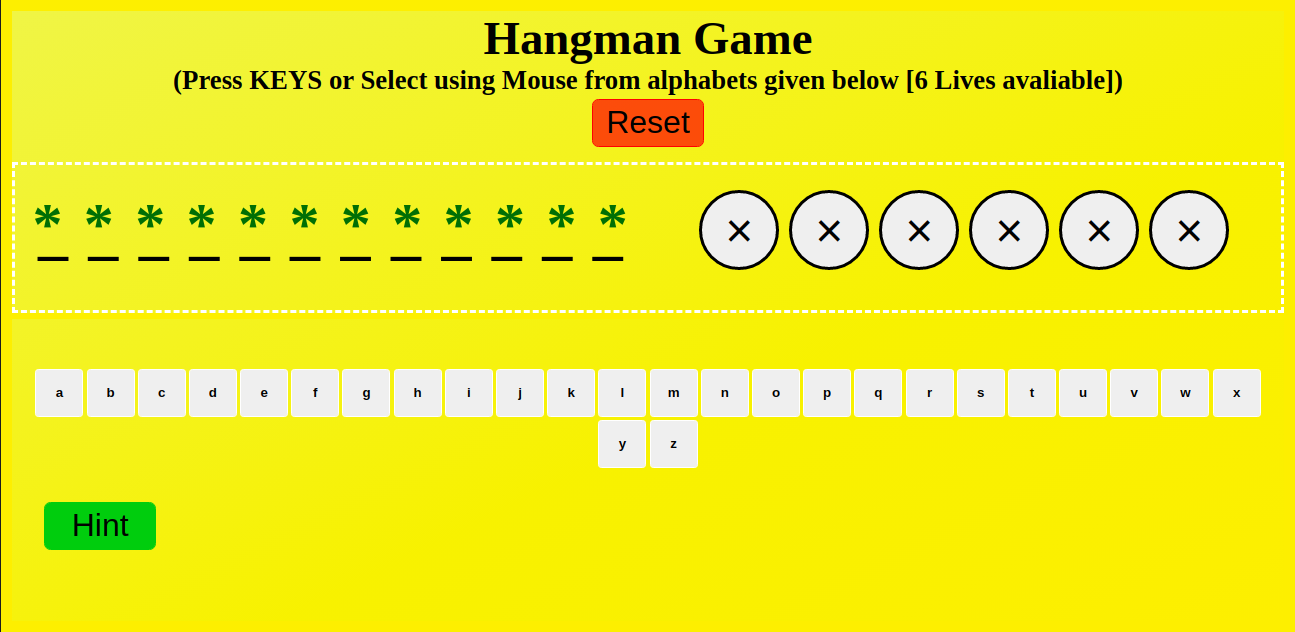 Hangman Game
(Press KEYS or Select using Mouse from alphabets given below [6 Lives avaliable])
Reset
* * * * * * * * * * * *
_ _ _ _ _ _ _ _ _ _ _ _
× × × × × ×
a b c d e f g h i j k l m n o p q r s t u v w x
y z
Hint